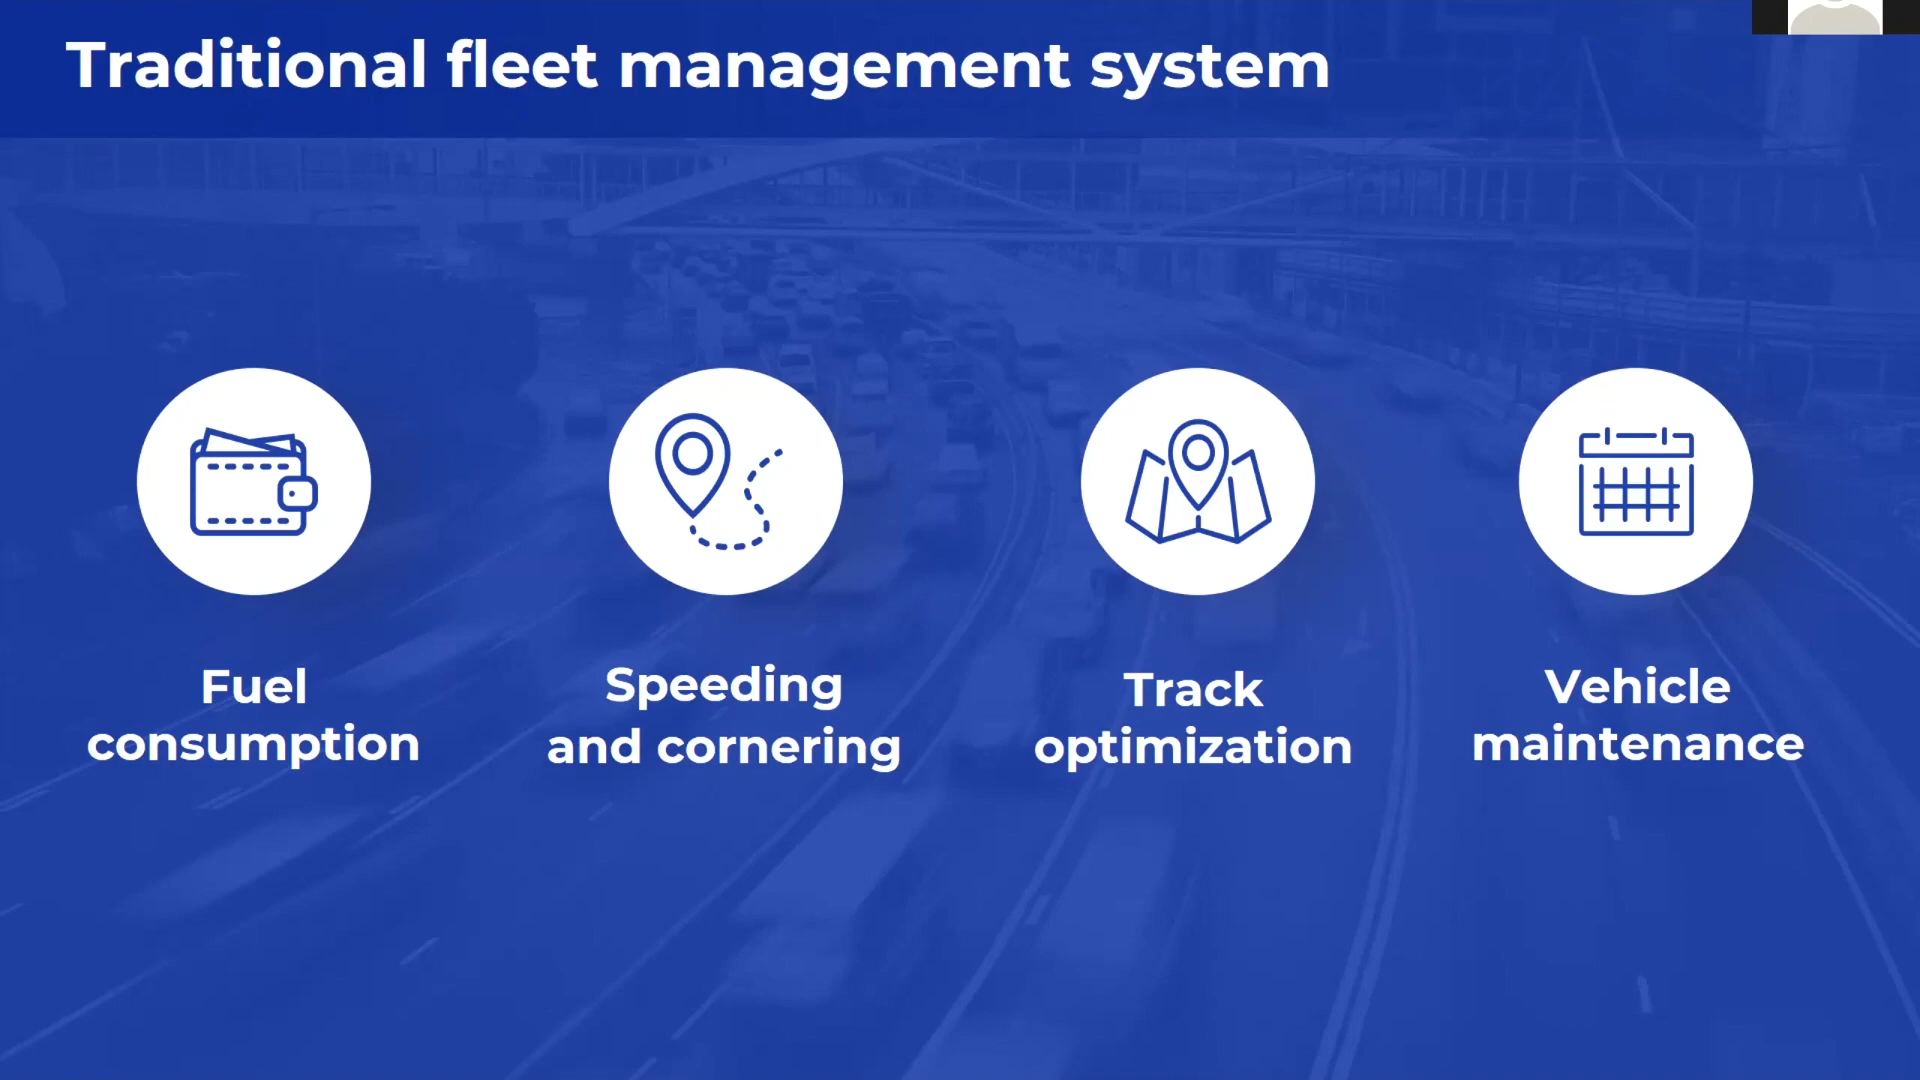 Traditional fleet management system
Fuel
consumption
Speeding
and cornering
Track
optimization
Vehicle
maintenance